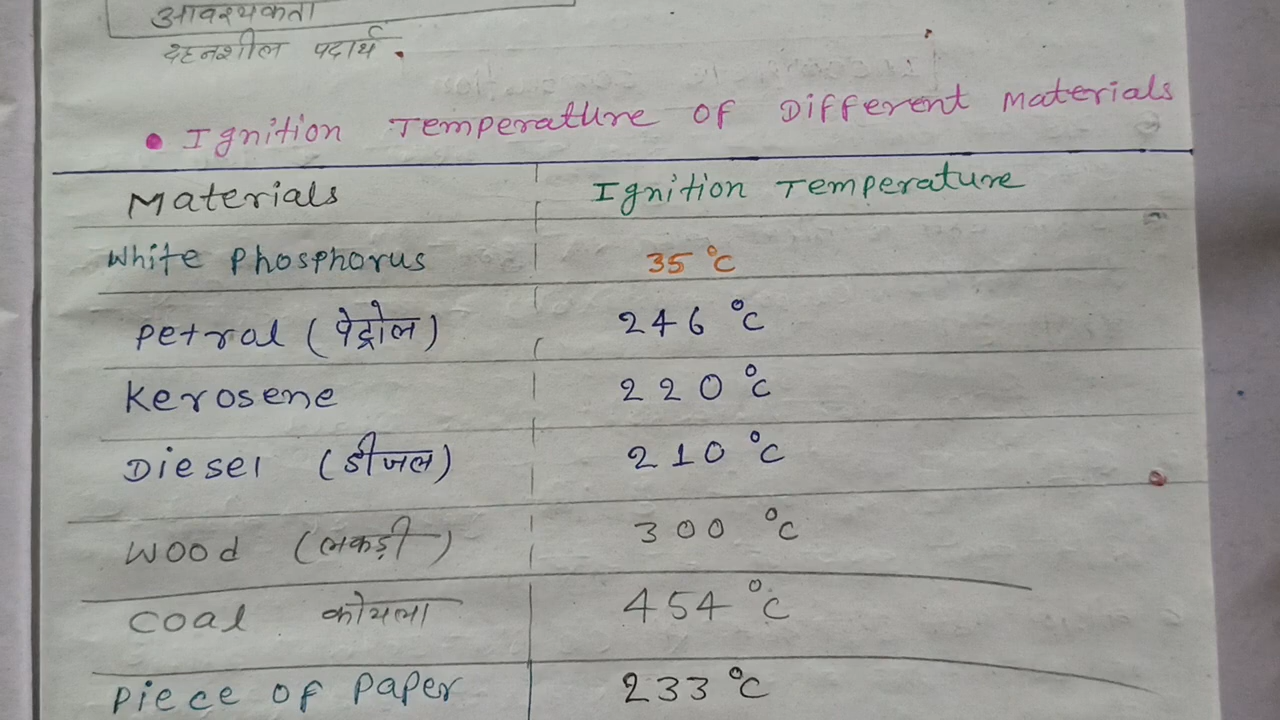 आवश्यकता
दहनशील पदार्थ.
• Ignition Temperature of Different Materials
Materials Ignition Temperature
White Phosphorus 35 °C
Petral (पेट्रोल) 246 °C
Kerosene 220 °C
Diesel (डीजल) 210 °C
Wood (लकड़ी) 300 °C
Coal कोयला 454 °C
Piece of Paper 233 °C